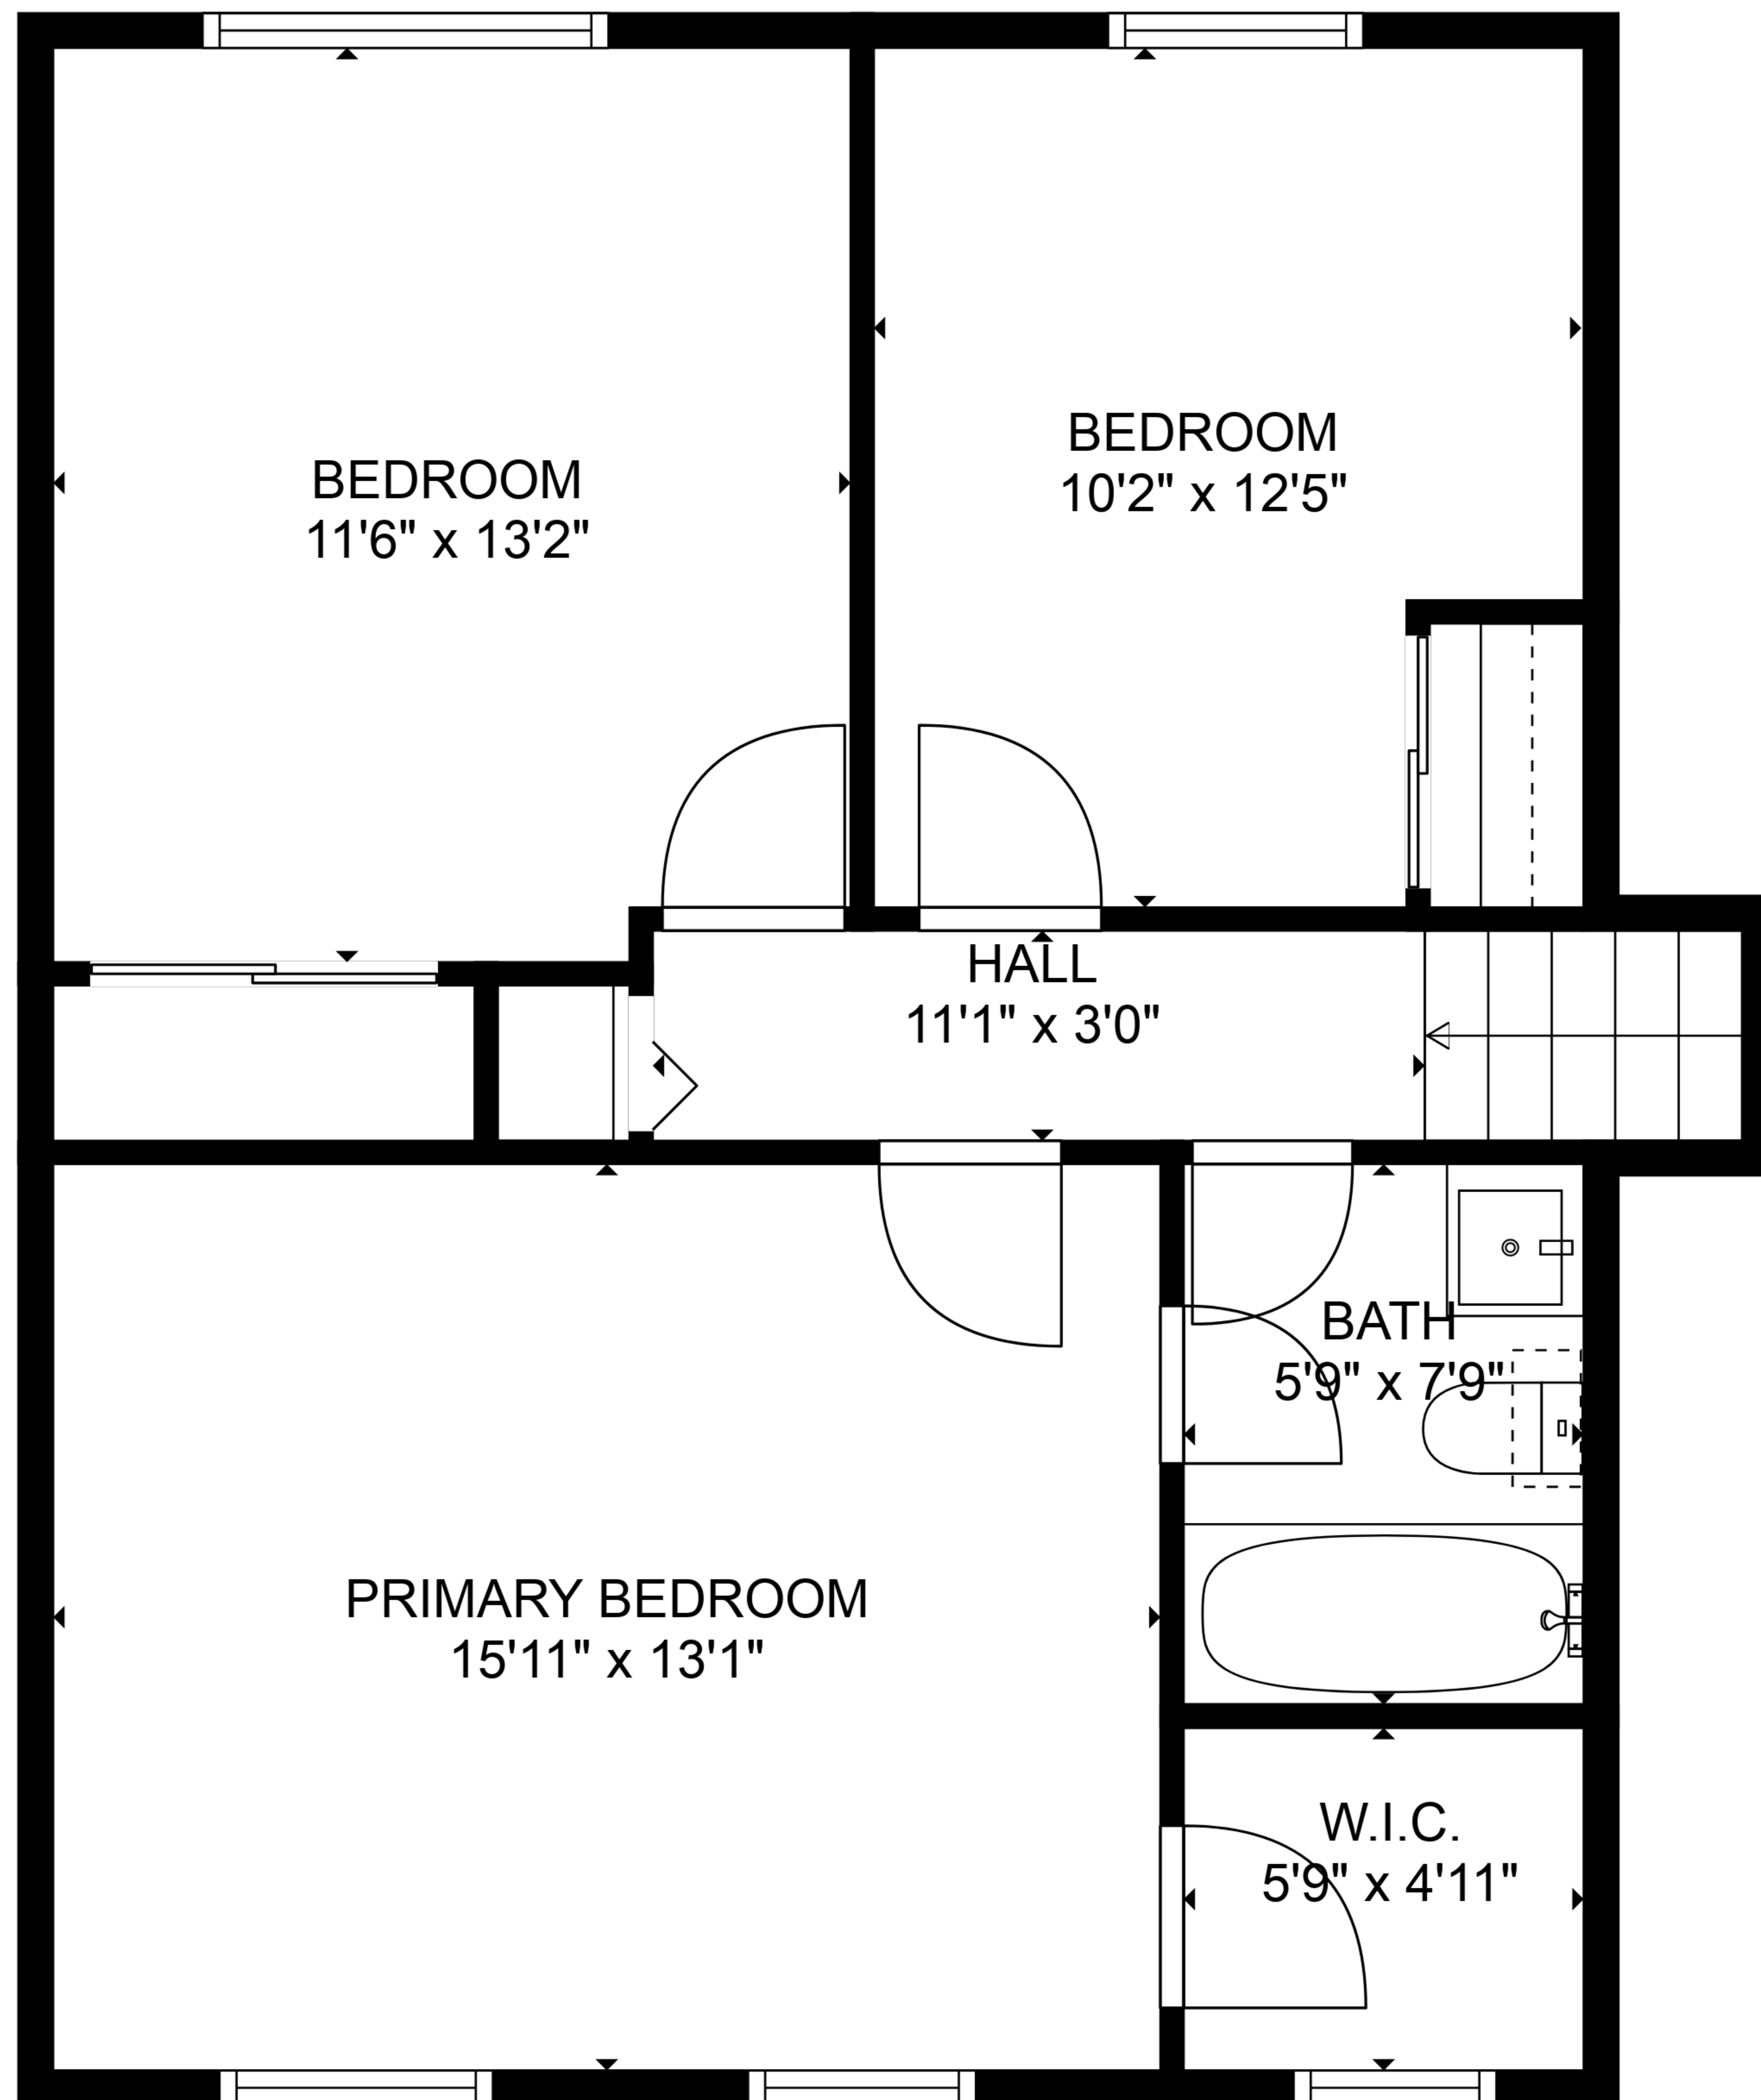 BEDROOM
11'6" x 13'2"
BEDROOM
10'2" x 12'5"
HALL
11'1" x 3'0"
BATH
5'9" x 7'9"
PRIMARY BEDROOM
15'11" x 13'1"
W.I.C.
5'9" x 4'11"